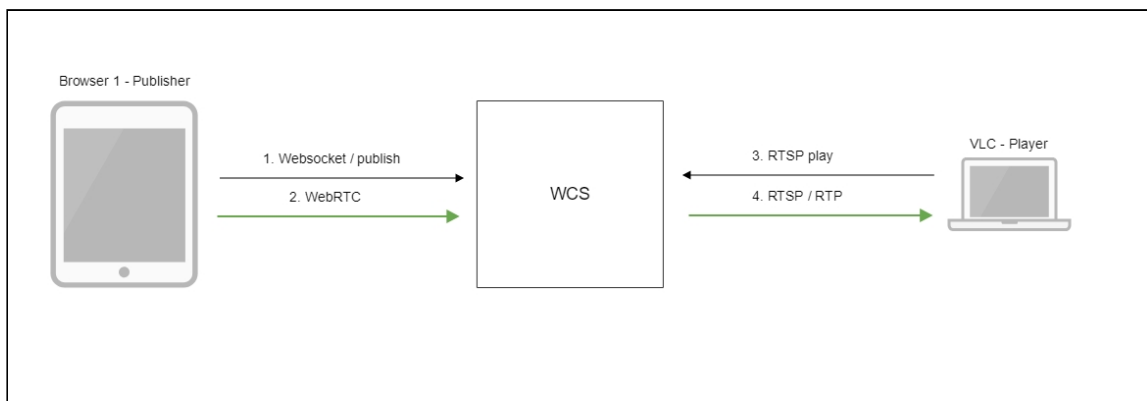 Browser 1 - Publisher
1. Websocket / publish
2. WebRTC
WCS
3. RTSP play
4. RTSP / RTP
VLC - Player